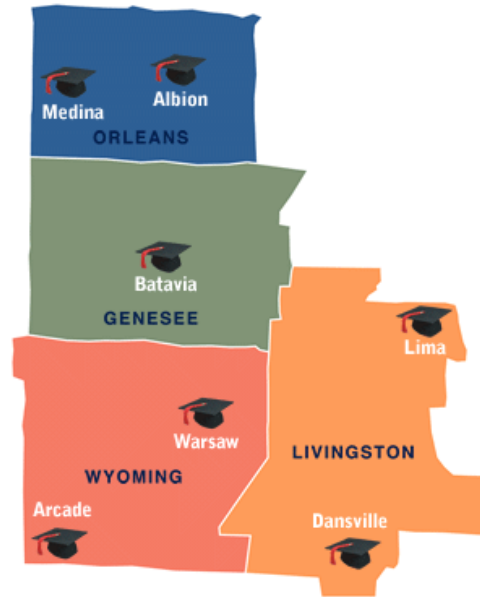 Medina
Albion
ORLEANS
Batavia
GENESEE
Lima
Warsaw
LIVINGSTON
WYOMING
Arcade
Dansville